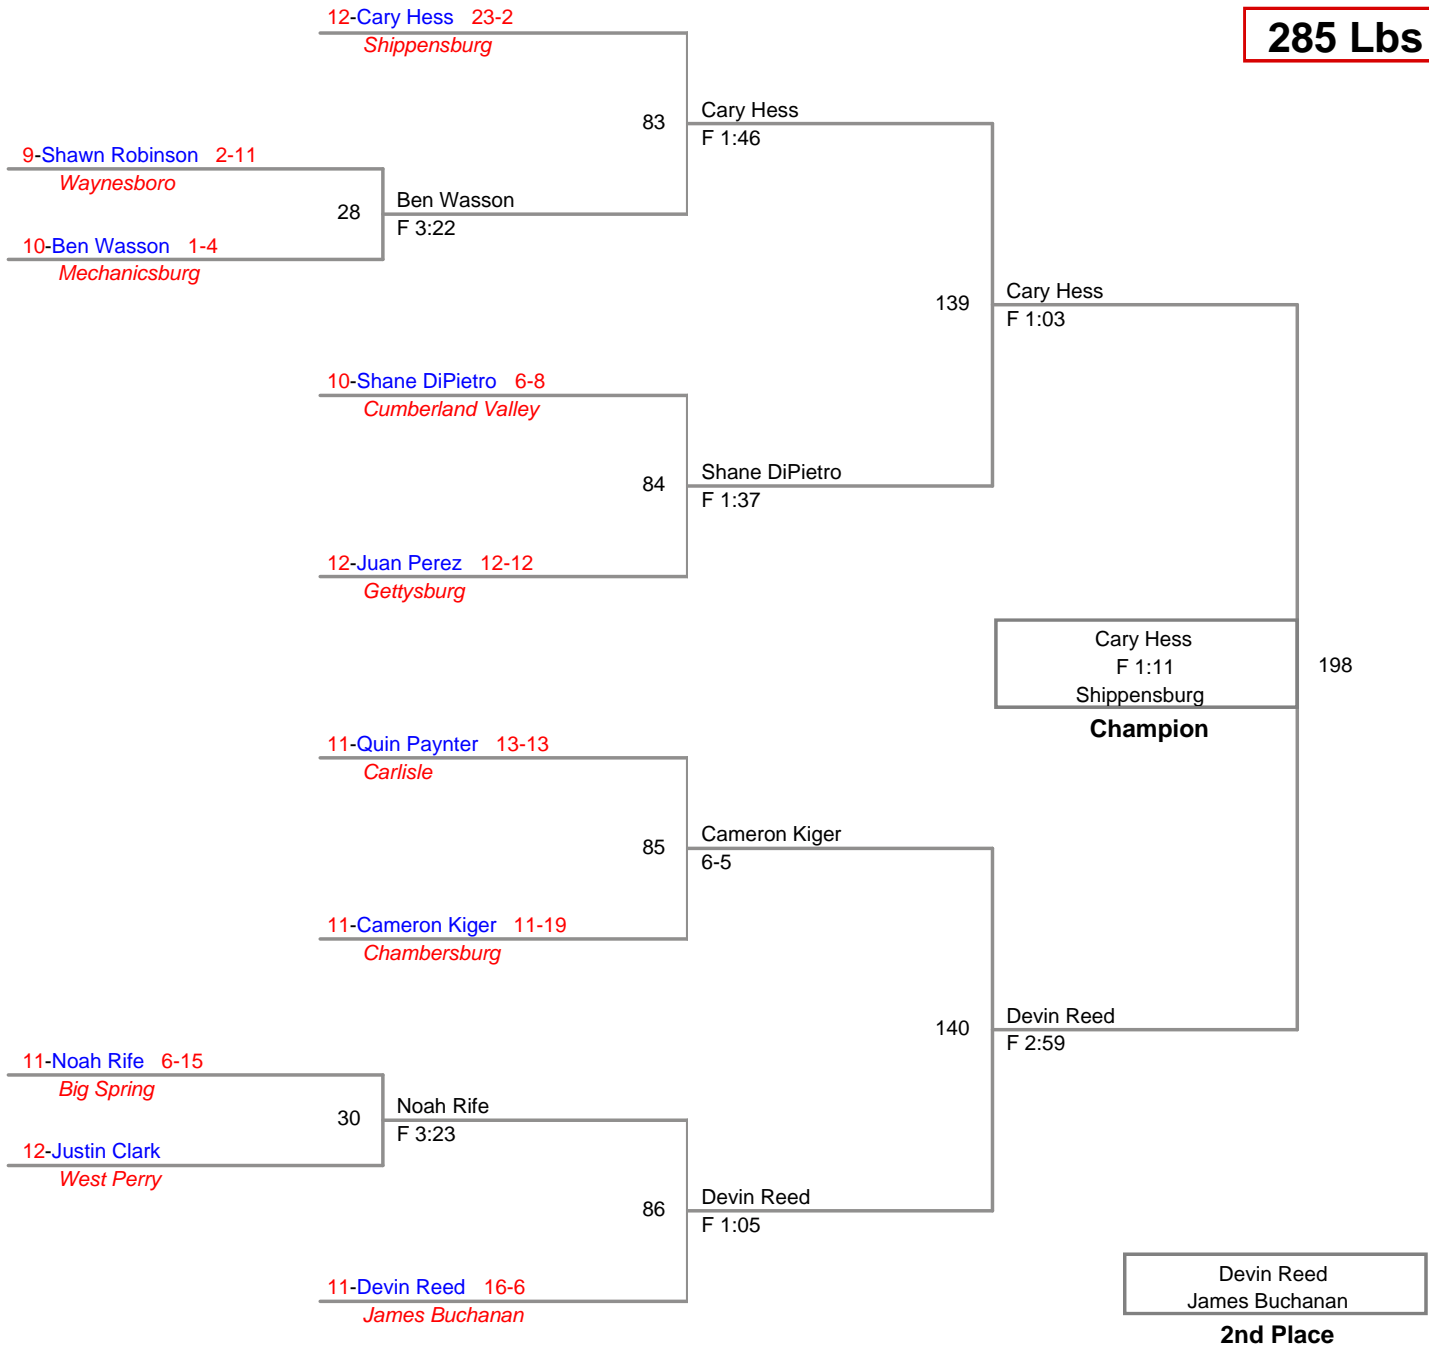 285 Lbs
12-Cary Hess 23-2
Shippensburg
83
Cary Hess
F 1:46
9-Shawn Robinson 2-11
Waynesboro
28
Ben Wasson
F 3:22
10-Ben Wasson 1-4
Mechanicsburg
139
Cary Hess
F 1:03
10-Shane DiPietro 6-8
Cumberland Valley
84
Shane DiPietro
F 1:37
12-Juan Perez 12-12
Gettysburg
Cary Hess
F 1:11
Shippensburg
Champion
198
11-Quin Paynter 13-13
Carlisle
85
Cameron Kiger
6-5
11-Cameron Kiger 11-19
Chambersburg
140
Devin Reed
F 2:59
11-Noah Rife 6-15
Big Spring
30
Noah Rife
F 3:23
12-Justin Clark
West Perry
86
Devin Reed
F 1:05
11-Devin Reed 16-6
James Buchanan
Devin Reed
James Buchanan
2nd Place